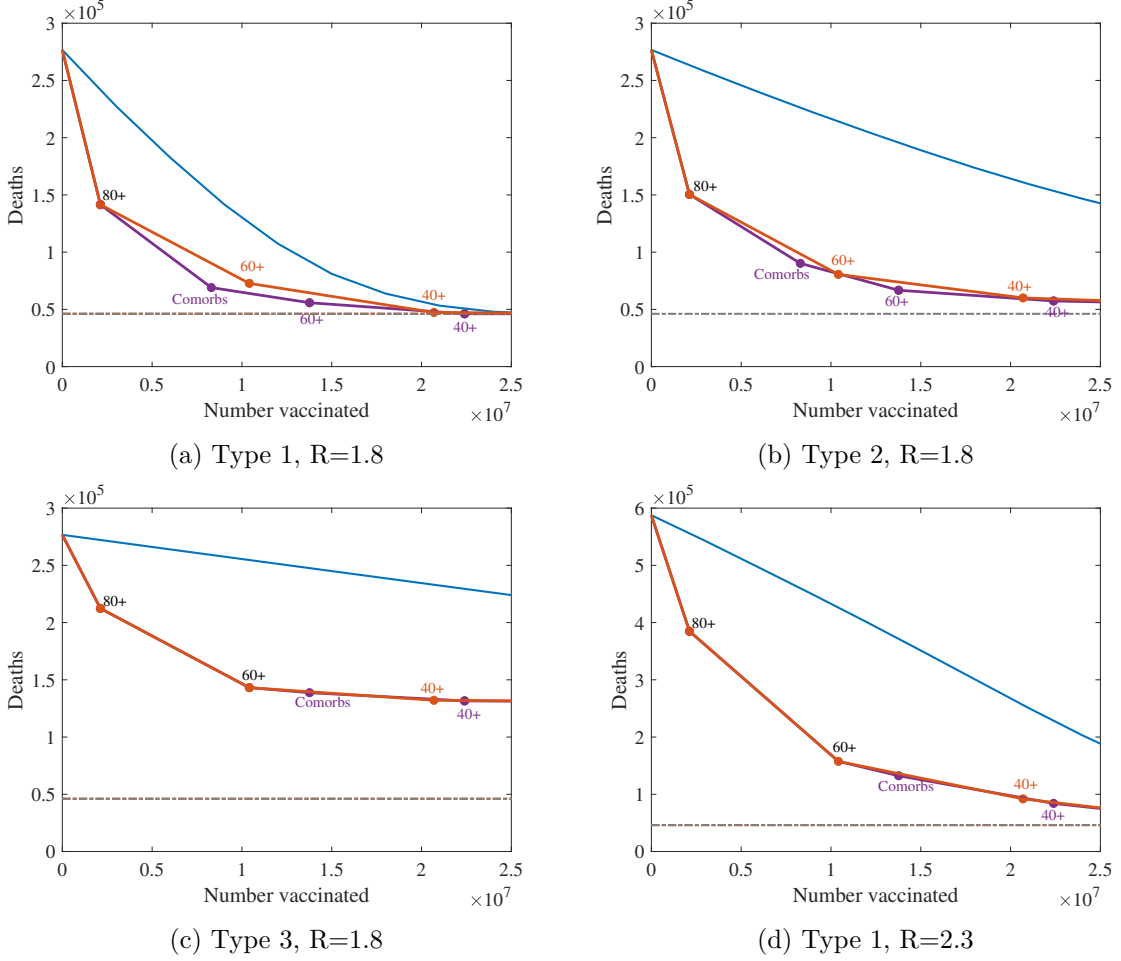 ×10⁵
3
2.5
2
1.5
1
0.5
0
Deaths
80+
60+
Comorbs
60+
40+
40+
0 0.5 1 1.5 2 2.5
Number vaccinated
×10⁷
(a) Type 1, R=1.8
×10⁵
3
2.5
2
1.5
1
0.5
0
Deaths
80+
Comorbs
60+
60+
40+
40+
0 0.5 1 1.5 2 2.5
Number vaccinated
×10⁷
(b) Type 2, R=1.8
×10⁵
3
2.5
2
1.5
1
0.5
0
Deaths
80+
60+
Comorbs
40+
40+
0 0.5 1 1.5 2 2.5
Number vaccinated
×10⁷
(c) Type 3, R=1.8
×10⁵
6
5
4
3
2
1
0
Deaths
80+
60+
Comorbs
40+
40+
0 0.5 1 1.5 2 2.5
Number vaccinated
×10⁷
(d) Type 1, R=2.3